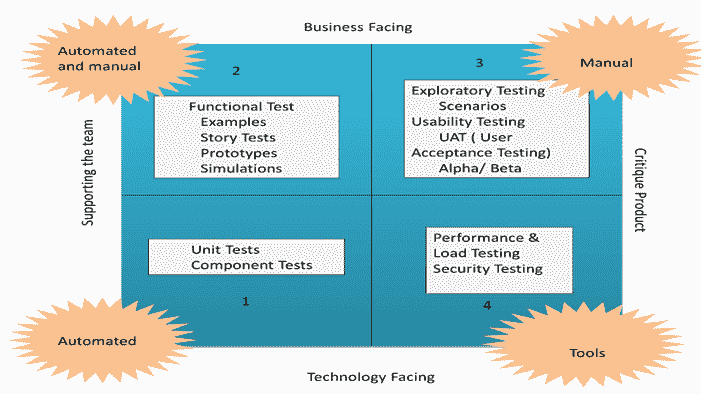 Business Facing
Automated
and manual
2
3
Manual
Functional Test
Examples
Story Tests
Prototypes
Simulations
Exploratory Testing
Scenarios
Usability Testing
UAT ( User
Acceptance Testing)
Alpha/ Beta
Supporting the team
Critique Product
Unit Tests
Component Tests
1
Performance &
Load Testing
Security Testing
4
Automated
Tools
Technology Facing